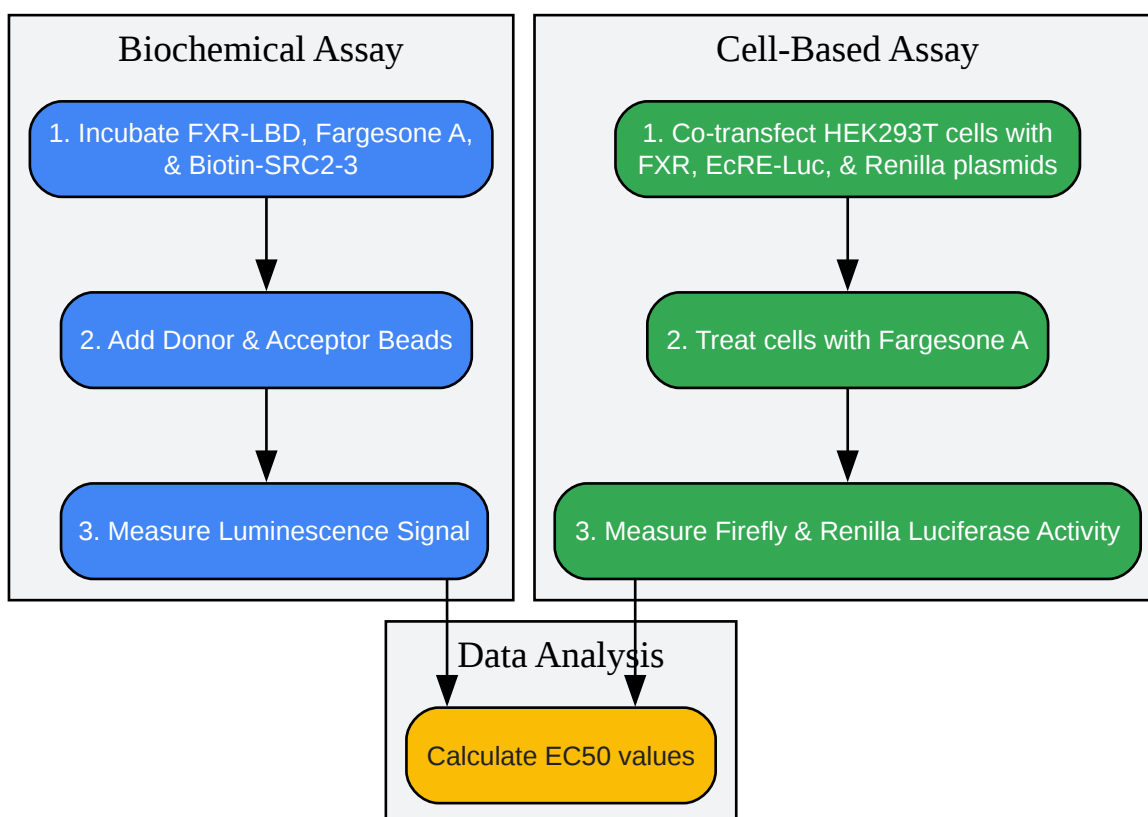 Biochemical Assay
1. Incubate FXR-LBD, Fargesone A,
& Biotin-SRC2-3
2. Add Donor & Acceptor Beads
3. Measure Luminescence Signal
Cell-Based Assay
1. Co-transfect HEK293T cells with
FXR, EcRE-Luc, & Renilla plasmids
2. Treat cells with Fargesone A
3. Measure Firefly & Renilla Luciferase Activity
Data Analysis
Calculate EC50 values